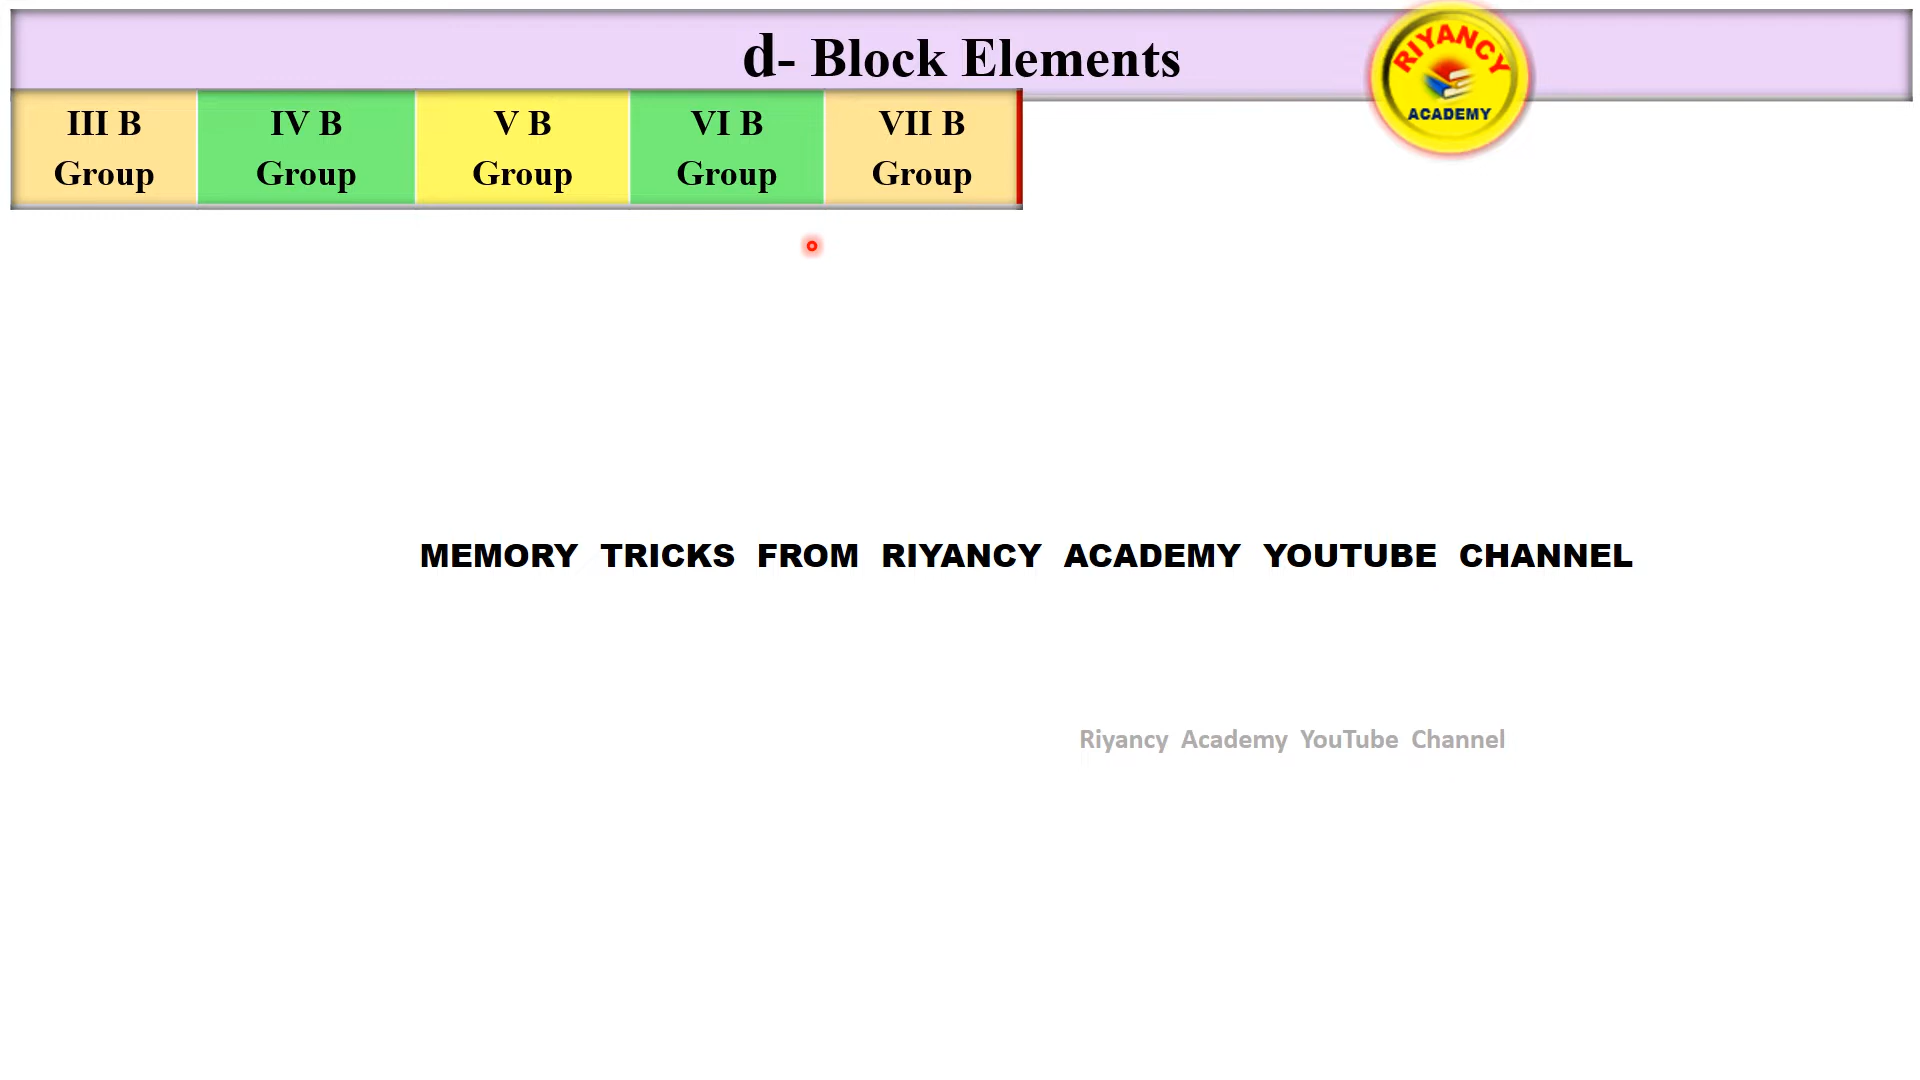 d- Block Elements
RIYANCY
ACADEMY
III B
Group
IV B
Group
V B
Group
VI B
Group
VII B
Group
MEMORY TRICKS FROM RIYANCY ACADEMY YOUTUBE CHANNEL
Riyancy Academy YouTube Channel